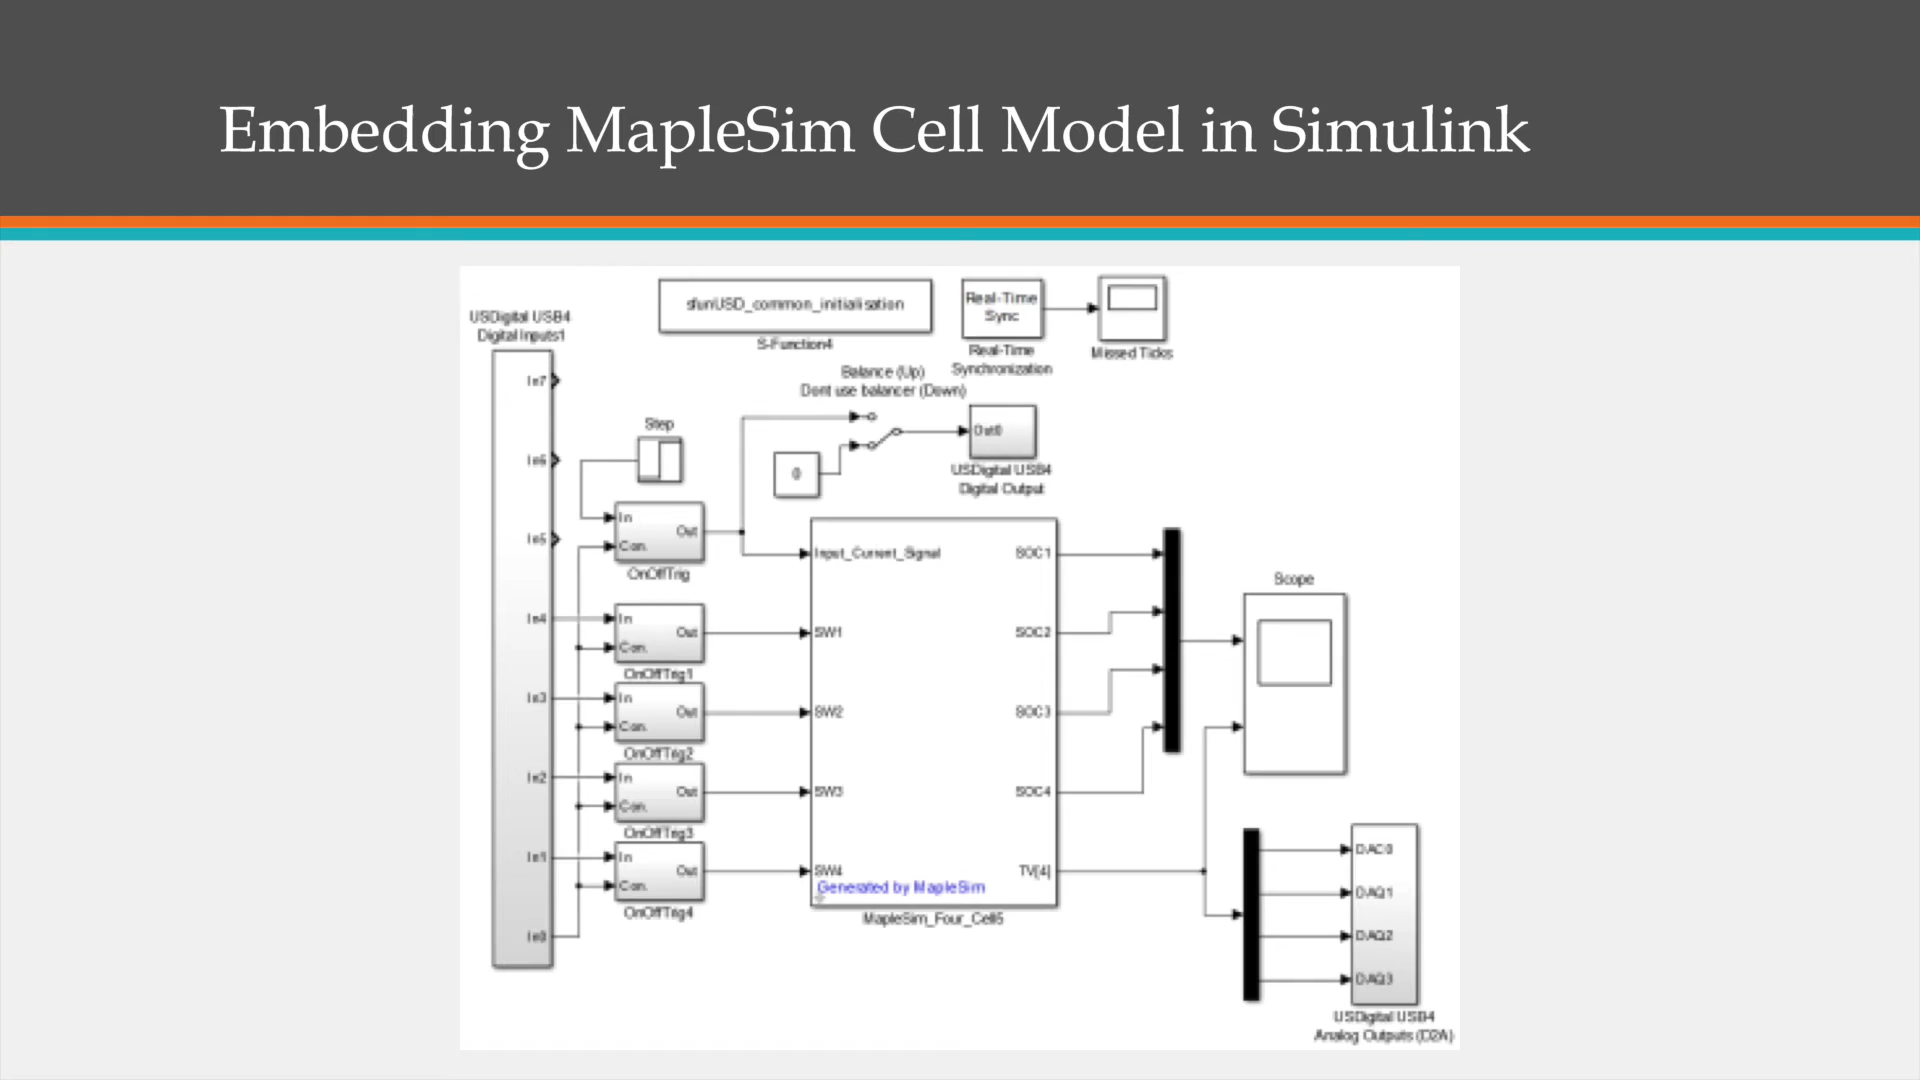 Embedding MapleSim Cell Model in Simulink
sfunUSD_common_initialisation
S-Function4
Real-Time
Sync
Real-Time
Synchronization
Missed Ticks
USDigital USB4
Digital Inputs1
In7
In6
In5
In4
In3
In2
In1
In0
Balance (Up)
Dont use balancer (Down)
Step
0
Out0
USDigital USB4
Digital Output
In
Con.
Out
OnOffTrig
In
Con.
Out
OnOffTrig1
In
Con.
Out
OnOffTrig2
In
Con.
Out
OnOffTrig3
In
Con.
Out
OnOffTrig4
Input_Current_Signal
SW1
SW2
SW3
SW4
SOC1
SOC2
SOC3
SOC4
TV[4]
Generated by MapleSim
MapleSim_Four_Cell5
Scope
DAC0
DAQ1
DAQ2
DAQ3
USDigital USB4
Analog Outputs (D2A)